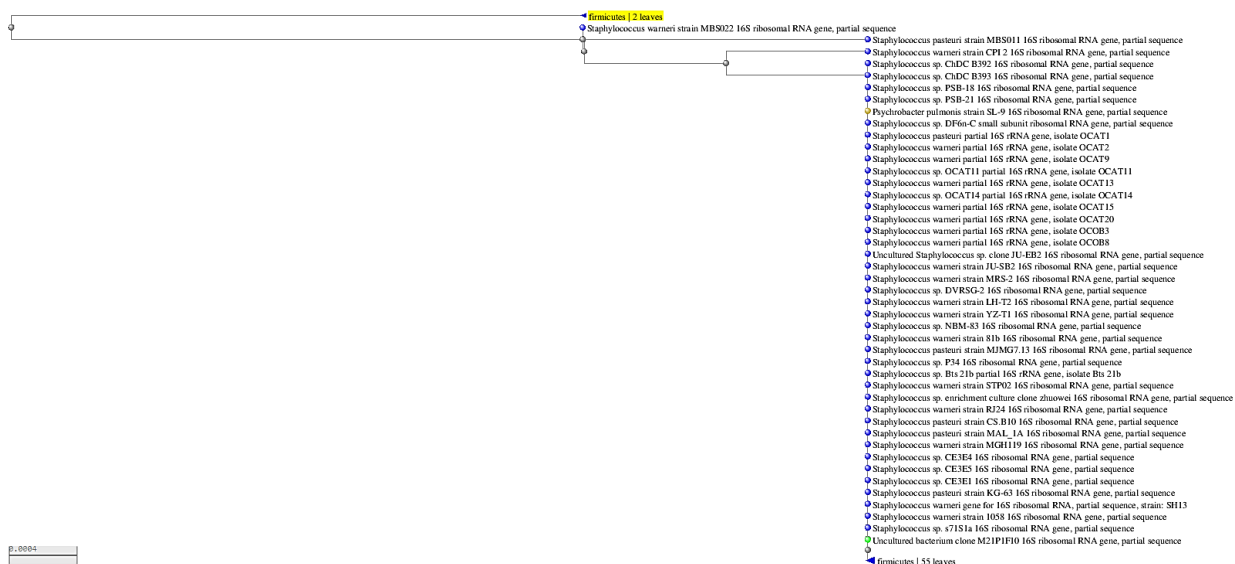 firmicutes | 2 leaves
Staphylococcus warneri strain MBS022 16S ribosomal RNA gene, partial sequence
Staphylococcus pasteuri strain MBS011 16S ribosomal RNA gene, partial sequence
Staphylococcus warneri strain CPI 2 16S ribosomal RNA gene, partial sequence
Staphylococcus sp. ChDC B392 16S ribosomal RNA gene, partial sequence
Staphylococcus sp. ChDC B393 16S ribosomal RNA gene, partial sequence
Staphylococcus sp. PSB-18 16S ribosomal RNA gene, partial sequence
Staphylococcus sp. PSB-21 16S ribosomal RNA gene, partial sequence
Psychrobacter pulmonis strain SL-9 16S ribosomal RNA gene, partial sequence
Staphylococcus sp. DF6n-C small subunit ribosomal RNA gene, partial sequence
Staphylococcus pasteuri partial 16S rRNA gene, isolate OCAT1
Staphylococcus warneri partial 16S rRNA gene, isolate OCAT2
Staphylococcus warneri partial 16S rRNA gene, isolate OCAT9
Staphylococcus sp. OCAT11 partial 16S rRNA gene, isolate OCAT11
Staphylococcus warneri partial 16S rRNA gene, isolate OCAT13
Staphylococcus sp. OCAT14 partial 16S rRNA gene, isolate OCAT14
Staphylococcus warneri partial 16S rRNA gene, isolate OCAT15
Staphylococcus warneri partial 16S rRNA gene, isolate OCAT20
Staphylococcus warneri partial 16S rRNA gene, isolate OCOB3
Staphylococcus warneri partial 16S rRNA gene, isolate OCOB8
Uncultured Staphylococcus sp. clone JU-EB2 16S ribosomal RNA gene, partial sequence
Staphylococcus warneri strain JU-SB2 16S ribosomal RNA gene, partial sequence
Staphylococcus warneri strain MRS-2 16S ribosomal RNA gene, partial sequence
Staphylococcus sp. DVRSG-2 16S ribosomal RNA gene, partial sequence
Staphylococcus warneri strain LH-T2 16S ribosomal RNA gene, partial sequence
Staphylococcus warneri strain YZ-T1 16S ribosomal RNA gene, partial sequence
Staphylococcus sp. NBM-83 16S ribosomal RNA gene, partial sequence
Staphylococcus warneri strain 81b 16S ribosomal RNA gene, partial sequence
Staphylococcus pasteuri strain MJMG7.13 16S ribosomal RNA gene, partial sequence
Staphylococcus sp. P34 16S ribosomal RNA gene, partial sequence
Staphylococcus sp. Bts 21b partial 16S rRNA gene, isolate Bts 21b
Staphylococcus warneri strain STP02 16S ribosomal RNA gene, partial sequence
Staphylococcus sp. enrichment culture clone zhuowei 16S ribosomal RNA gene, partial sequence
Staphylococcus warneri strain RJ24 16S ribosomal RNA gene, partial sequence
Staphylococcus pasteuri strain CS.B10 16S ribosomal RNA gene, partial sequence
Staphylococcus pasteuri strain MAL_1A 16S ribosomal RNA gene, partial sequence
Staphylococcus warneri strain MGH119 16S ribosomal RNA gene, partial sequence
Staphylococcus sp. CE3E4 16S ribosomal RNA gene, partial sequence
Staphylococcus sp. CE3E5 16S ribosomal RNA gene, partial sequence
Staphylococcus sp. CE3E1 16S ribosomal RNA gene, partial sequence
Staphylococcus pasteuri strain KG-63 16S ribosomal RNA gene, partial sequence
Staphylococcus warneri gene for 16S ribosomal RNA, partial sequence, strain: SH13
Staphylococcus warneri strain 1058 16S ribosomal RNA gene, partial sequence
Staphylococcus sp. s71S1a 16S ribosomal RNA gene, partial sequence
Uncultured bacterium clone M21P1F10 16S ribosomal RNA gene, partial sequence
0.0004
firmicutes | 55 leaves